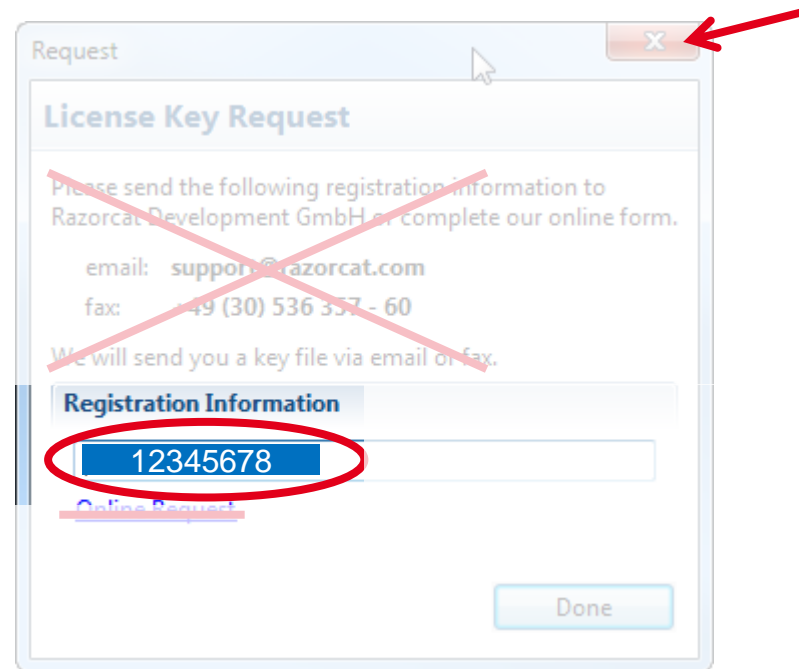 Request
License Key Request
Please send the following registration information to
Razorcat Development GmbH or complete our online form.
email: support@razorcat.com
fax: +49 (30) 536 357 - 60
We will send you a key file via email or fax.
Registration Information
12345678
Online Request
Done